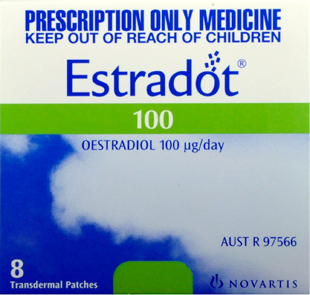 PRESCRIPTION ONLY MEDICINE
KEEP OUT OF REACH OF CHILDREN
Estradot®
100
OESTRADIOL 100 µg/day
AUST R 97566
8
Transdermal Patches
NOVARTIS